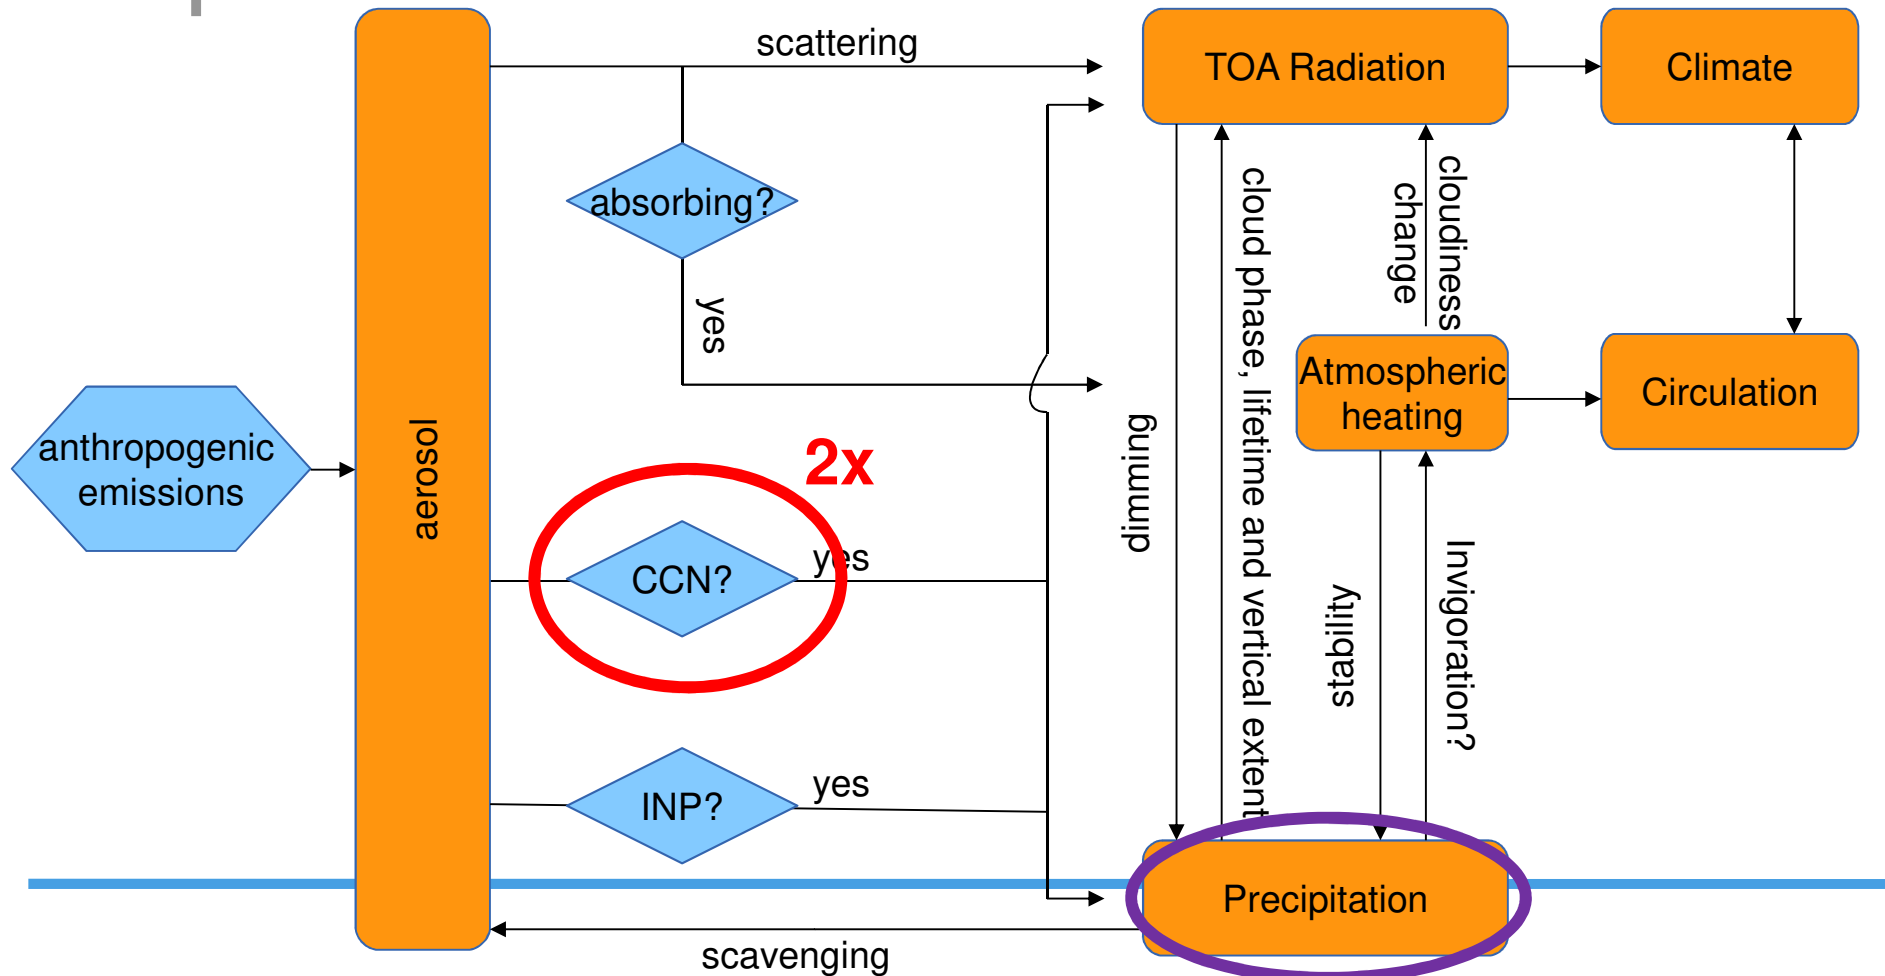 scattering
TOA Radiation
Climate
absorbing?
yes
cloud phase, lifetime and vertical extent
cloudiness
change
anthropogenic
emissions
aerosol
2x
CCN?
yes
dimming
Atmospheric
heating
Circulation
stability
Invigoration?
INP?
yes
Precipitation
scavenging